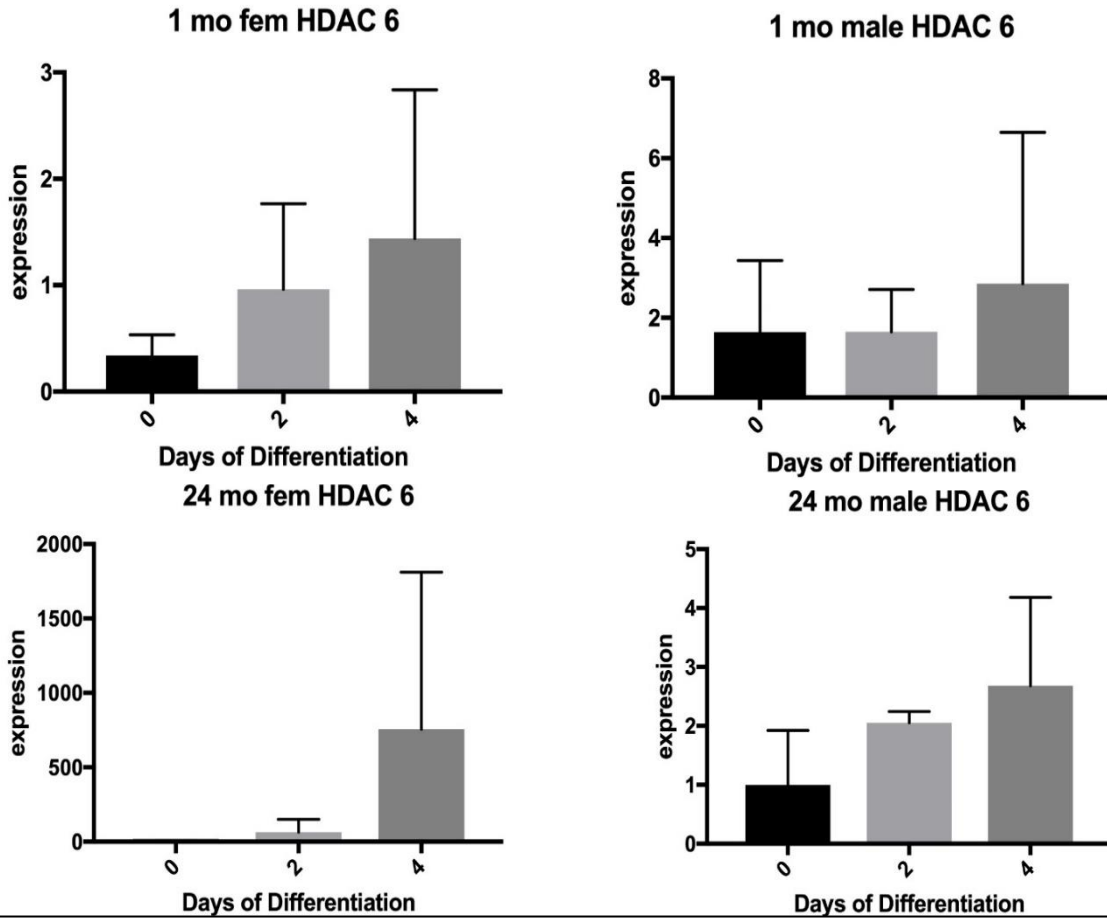 1 mo fem HDAC 6
expression
3
2
1
0
0 2 4
Days of Differentiation
1 mo male HDAC 6
expression
8
6
4
2
0
0 2 4
Days of Differentiation
24 mo fem HDAC 6
expression
2000
1500
1000
500
0
0 2 4
Days of Differentiation
24 mo male HDAC 6
expression
5
4
3
2
1
0
0 2 4
Days of Differentiation